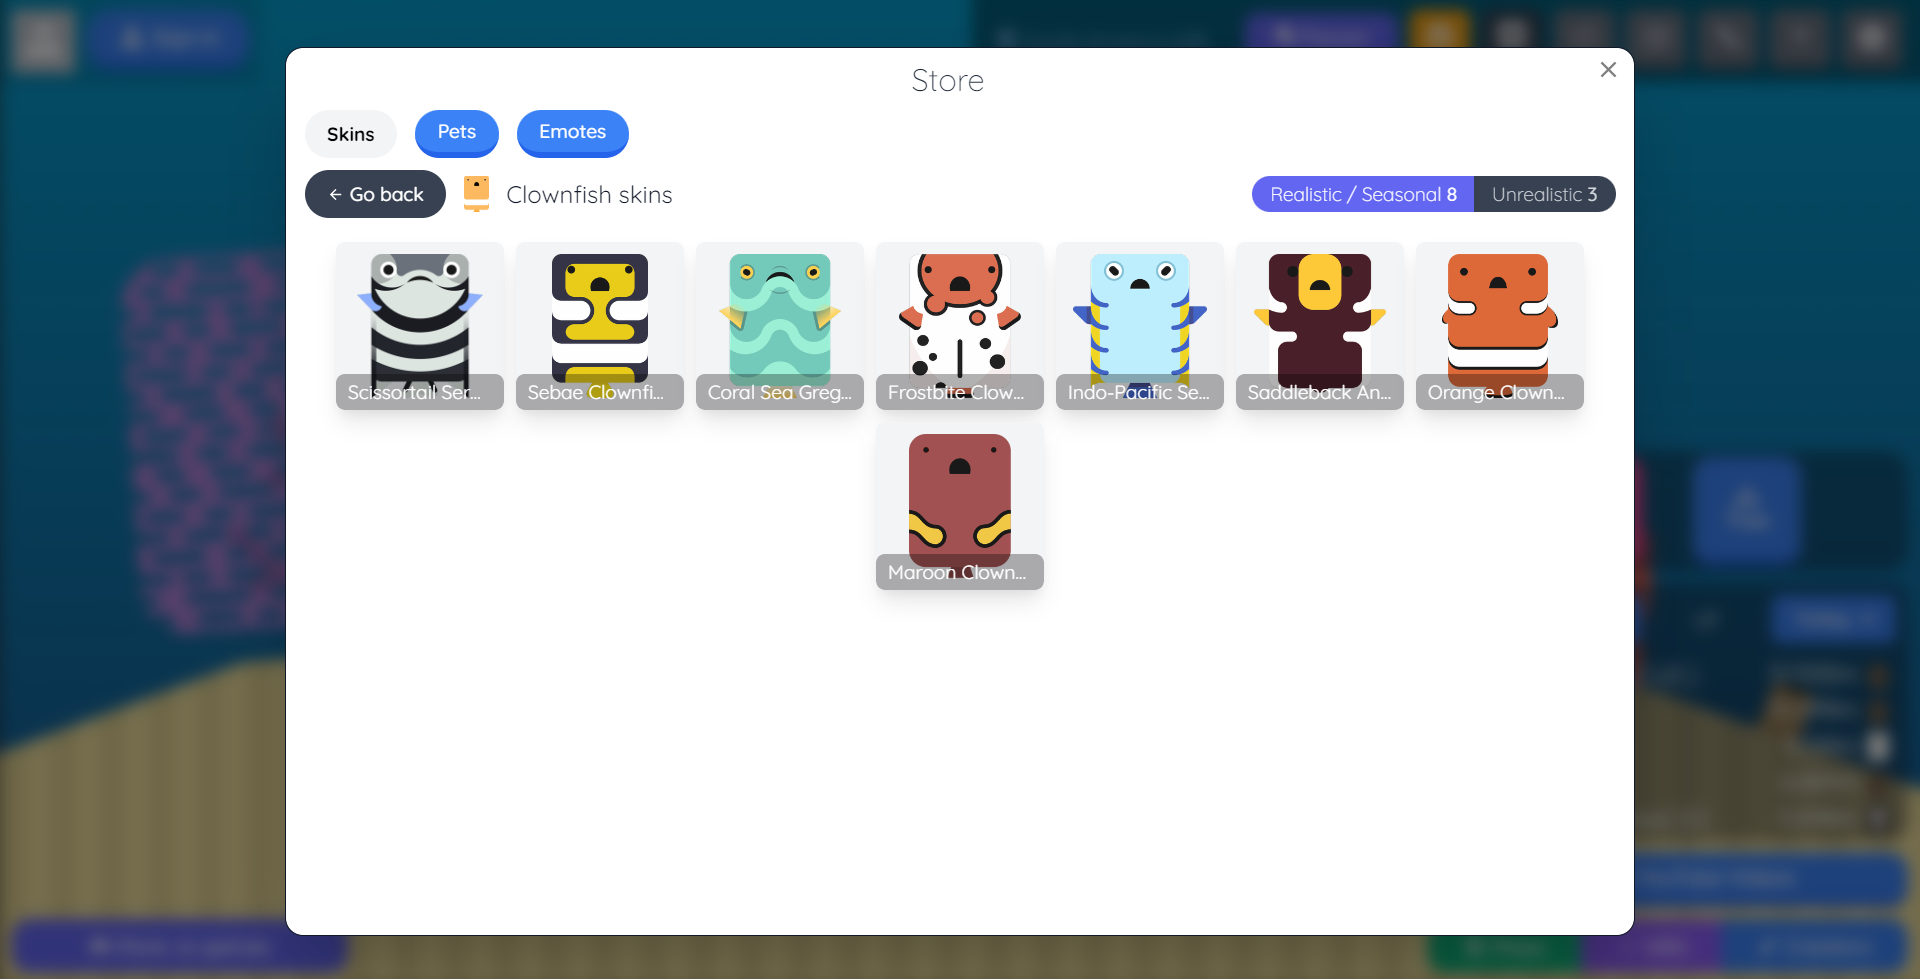 Store
Skins
Pets
Emotes
← Go back
Clownfish skins
Realistic / Seasonal 8
Unrealistic 3
Scissortail Ser...
Sebae Clownfi...
Coral Sea Greg...
Frostbite Clow...
Indo-Pacific Se...
Saddleback An...
Orange Clown...
Maroon Clown...